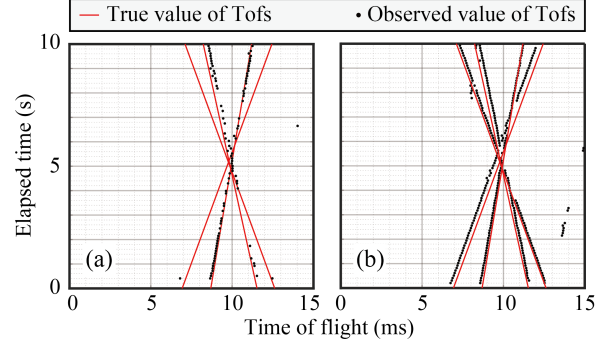 True value of Tofs
Observed value of Tofs
Elapsed time (s)
10
5
0
(a)
(b)
0
5
10
15
0
5
10
15
Time of flight (ms)